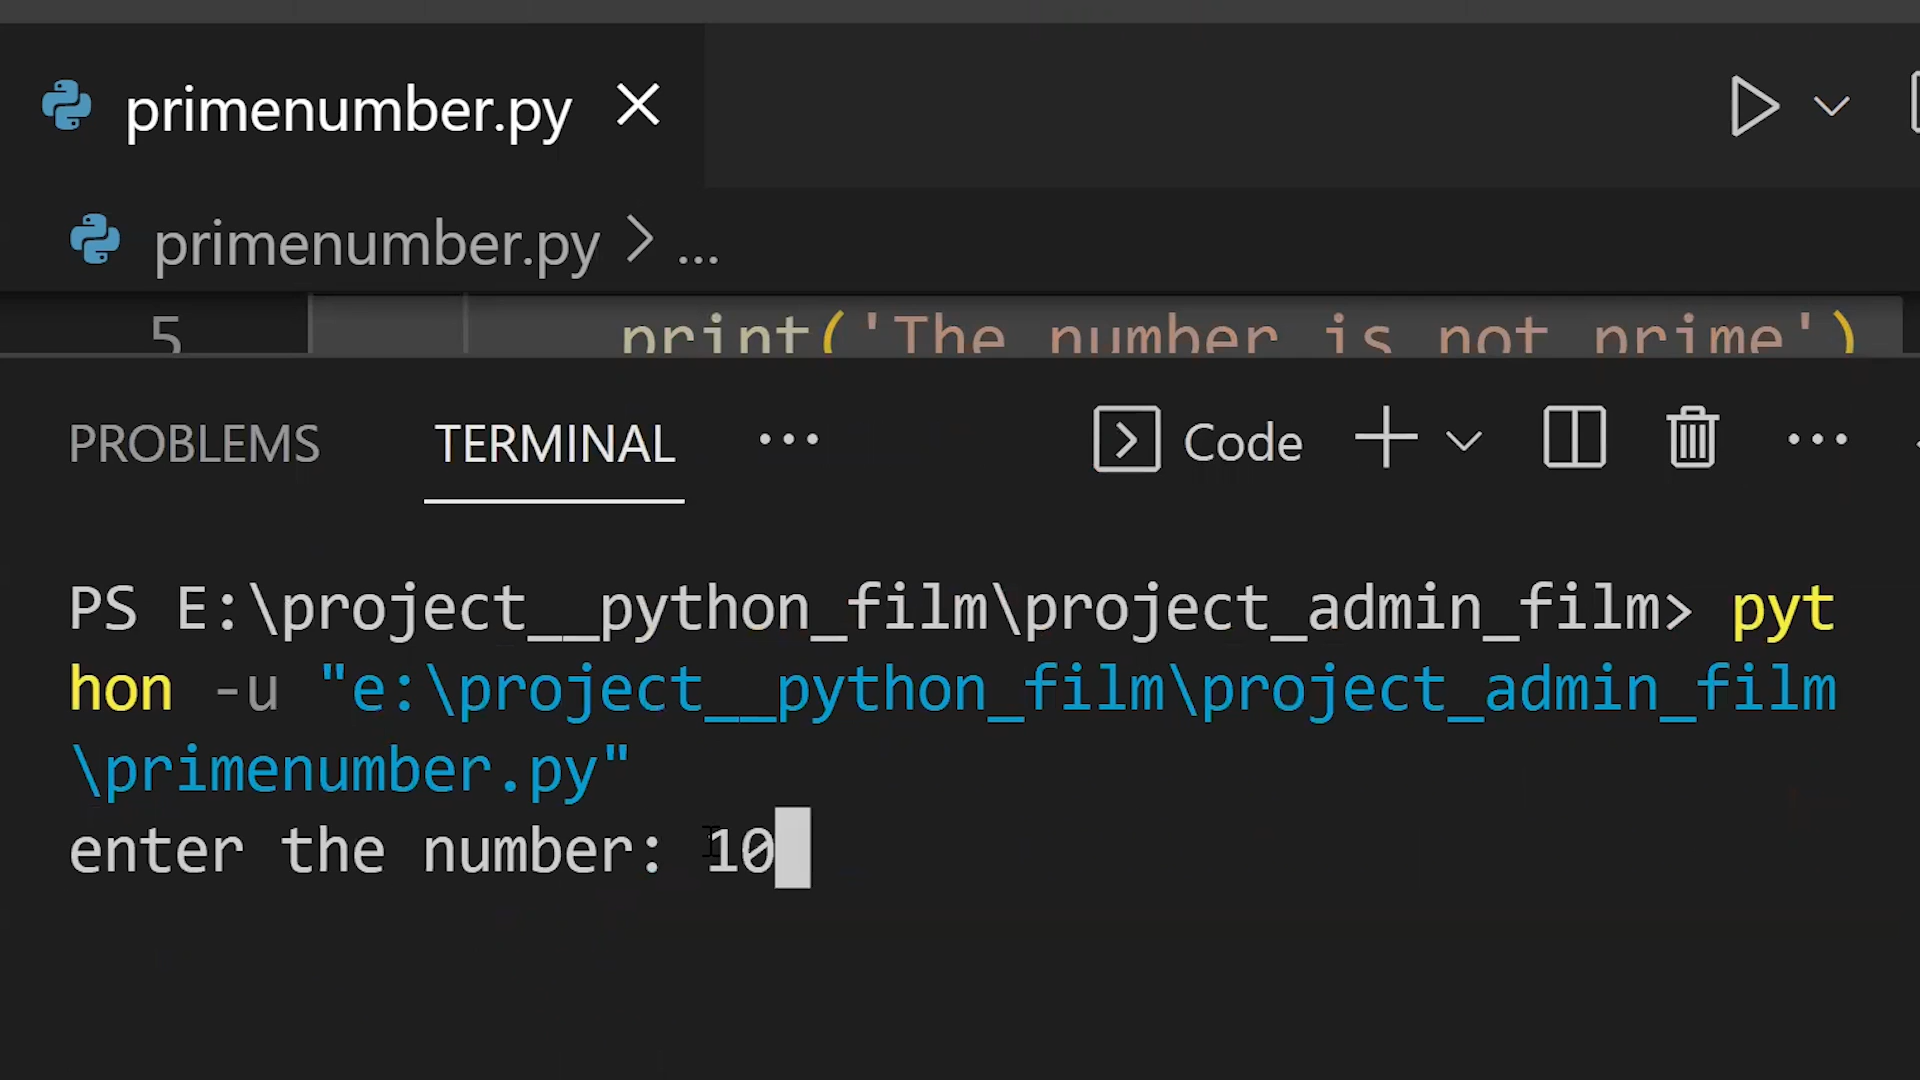 primenumber.py
primenumber.py > ...
5 print('The number is not prime')
PROBLEMS TERMINAL ... Code
PS E:\project__python_film\project_admin_film> pyt
hon -u "e:\project__python_film\project_admin_film
\primenumber.py"
enter the number: 10